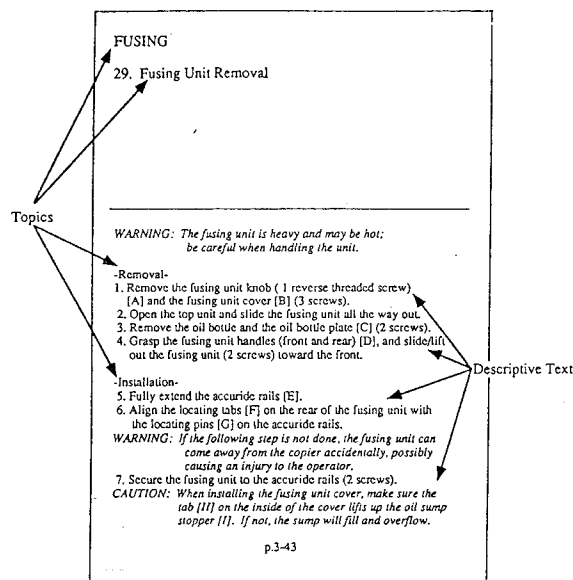 FUSING
29. Fusing Unit Removal
Topics
WARNING: The fusing unit is heavy and may be hot;
be careful when handling the unit.
-Removal-
1. Remove the fusing unit knob ( 1 reverse threaded screw)
[A] and the fusing unit cover [B] (3 screws).
2. Open the top unit and slide the fusing unit all the way out.
3. Remove the oil bottle and the oil bottle plate [C] (2 screws).
4. Grasp the fusing unit handles (front and rear) [D], and slide/lift
out the fusing unit (2 screws) toward the front.
Descriptive Text
-Installation-
5. Fully extend the accuride rails [E].
6. Align the locating tabs [F] on the rear of the fusing unit with
the locating pins [G] on the accuride rails.
WARNING: If the following step is not done, the fusing unit can
come away from the copier accidentally, possibly
causing an injury to the operator.
7. Secure the fusing unit to the accuride rails (2 screws).
CAUTION: When installing the fusing unit cover, make sure the
tab [H] on the inside of the cover lifts up the oil sump
stopper [I]. If not, the sump will fill and overflow.
p.3-43